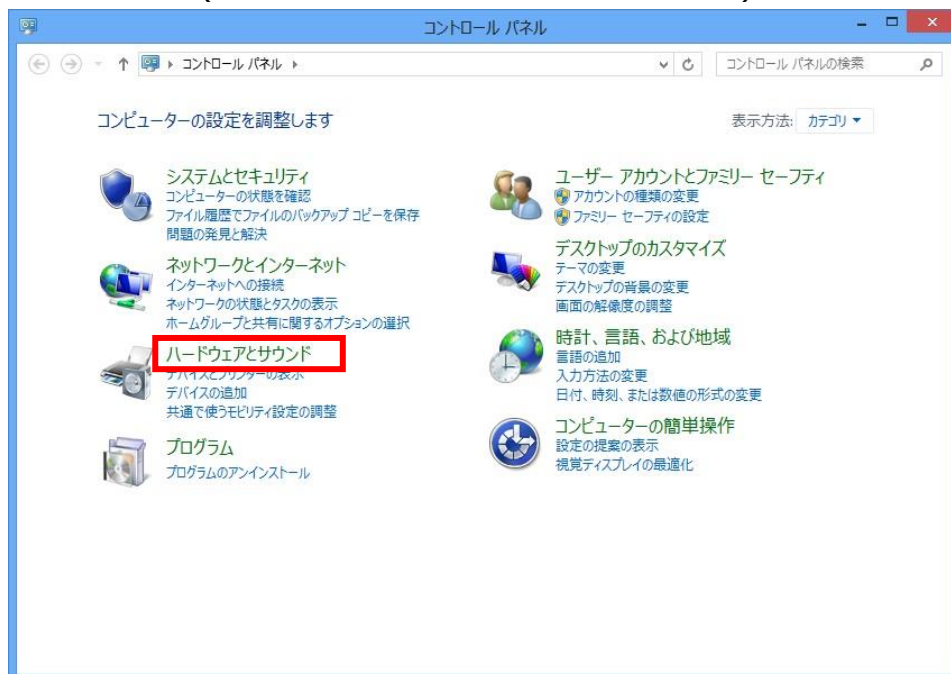 コントロール パネル
コントロール パネル
コントロール パネルの検索
コンピューターの設定を調整します
表示方法: カテゴリ
システムとセキュリティ
コンピューターの状態を確認
ファイル履歴でファイルのバックアップ コピーを保存
問題の発見と解決
ネットワークとインターネット
インターネットへの接続
ネットワークの状態とタスクの表示
ホームグループと共有に関するオプションの選択
ハードウェアとサウンド
デバイスとプリンターの表示
デバイスの追加
共通で使うモビリティ設定の調整
プログラム
プログラムのアンインストール
ユーザー アカウントとファミリー セーフティ
アカウントの種類の変更
ファミリー セーフティの設定
デスクトップのカスタマイズ
テーマの変更
デスクトップの背景の変更
画面の解像度の調整
時計、言語、および地域
言語の追加
入力方法の変更
日付、時刻、または数値の形式の変更
コンピューターの簡単操作
設定の提案の表示
視覚ディスプレイの最適化